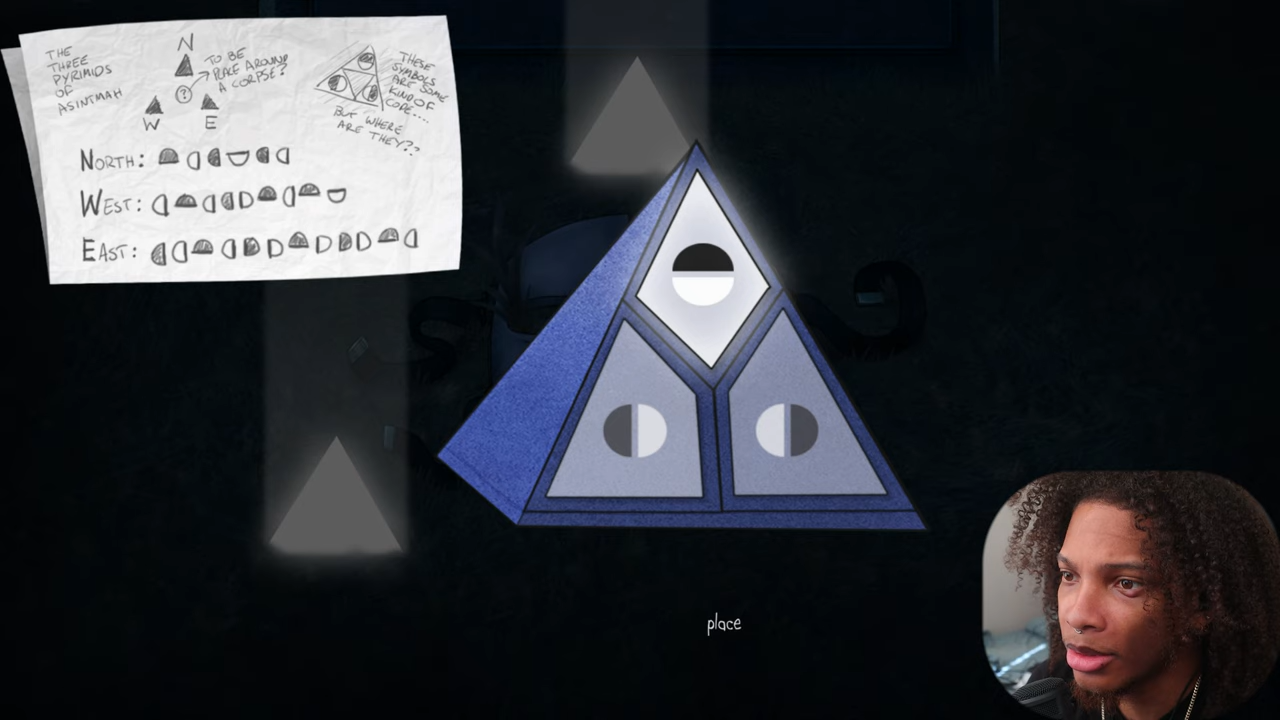 THE
THREE
PYRIMIDS
OF
ASINTMAH
N
TO BE
PLACE AROUND
A CORPSE?
?
W
E
THESE
SYMBOLS
ARE SOME
KIND OF
CODE....
BUT WHERE
ARE THEY??
NORTH:
WEST:
EAST:
place